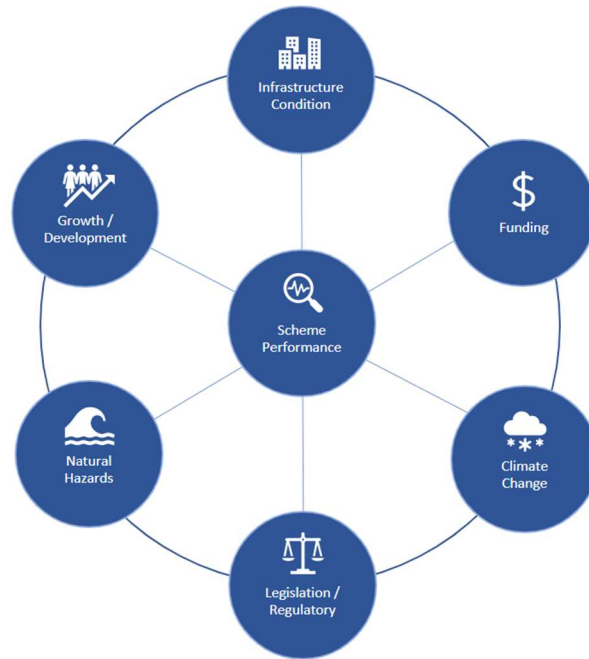 Infrastructure
Condition
Growth /
Development
$
Funding
Scheme
Performance
Natural
Hazards
Climate
Change
Legislation /
Regulatory